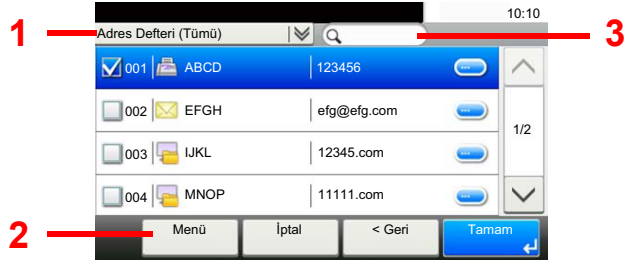 10:10
1 Adres Defteri (Tümü) 3
001 ABCD 123456
002 EFGH efg@efg.com
1/2
003 IJKL 12345.com
004 MNOP 11111.com
2 Menü İptal < Geri Tamam